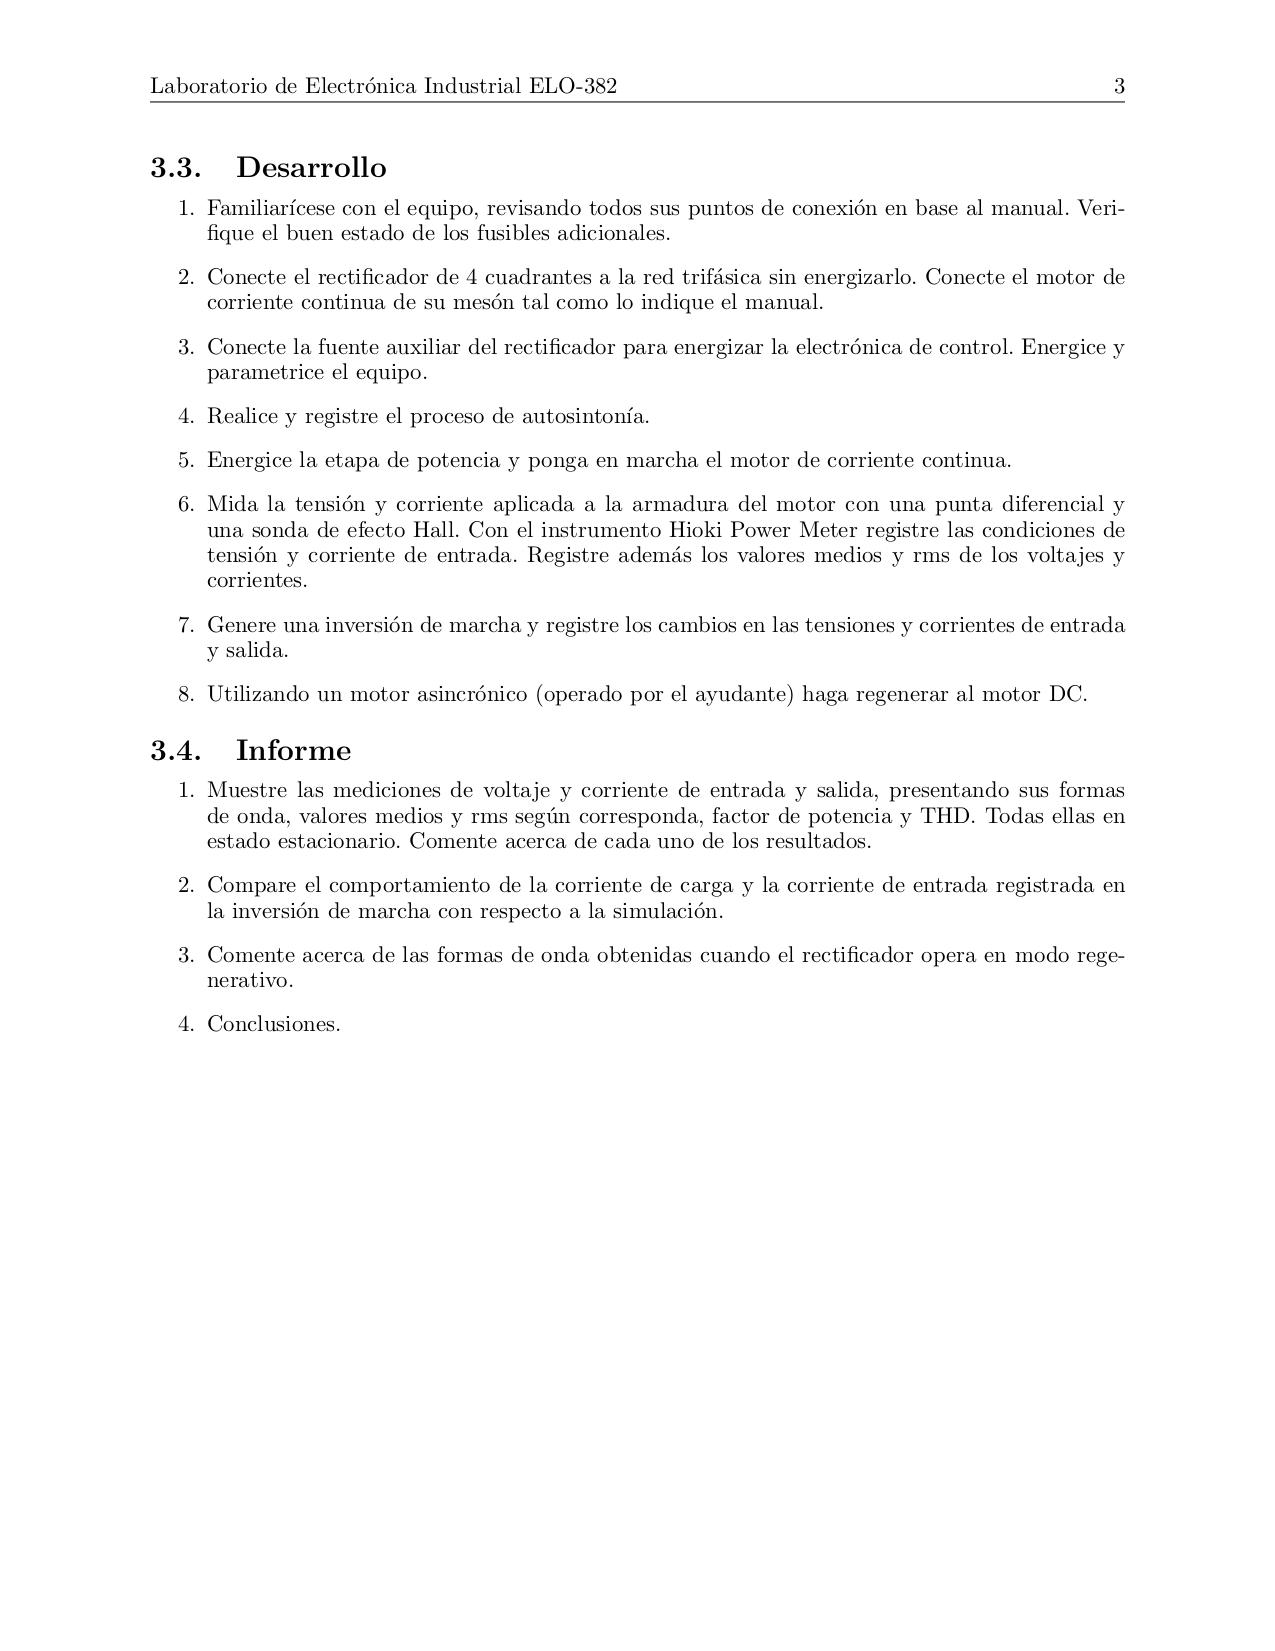 Laboratorio de Electrónica Industrial ELO-382 3
3.3. Desarrollo
1. Familiarícese con el equipo, revisando todos sus puntos de conexión en base al manual. Veri-
fique el buen estado de los fusibles adicionales.
2. Conecte el rectificador de 4 cuadrantes a la red trifásica sin energizarlo. Conecte el motor de
corriente continua de su mesón tal como lo indique el manual.
3. Conecte la fuente auxiliar del rectificador para energizar la electrónica de control. Energice y
parametrice el equipo.
4. Realice y registre el proceso de autosintonía.
5. Energice la etapa de potencia y ponga en marcha el motor de corriente continua.
6. Mida la tensión y corriente aplicada a la armadura del motor con una punta diferencial y
una sonda de efecto Hall. Con el instrumento Hioki Power Meter registre las condiciones de
tensión y corriente de entrada. Registre además los valores medios y rms de los voltajes y
corrientes.
7. Genere una inversión de marcha y registre los cambios en las tensiones y corrientes de entrada
y salida.
8. Utilizando un motor asincrónico (operado por el ayudante) haga regenerar al motor DC.
3.4. Informe
1. Muestre las mediciones de voltaje y corriente de entrada y salida, presentando sus formas
de onda, valores medios y rms según corresponda, factor de potencia y THD. Todas ellas en
estado estacionario. Comente acerca de cada uno de los resultados.
2. Compare el comportamiento de la corriente de carga y la corriente de entrada registrada en
la inversión de marcha con respecto a la simulación.
3. Comente acerca de las formas de onda obtenidas cuando el rectificador opera en modo rege-
nerativo.
4. Conclusiones.